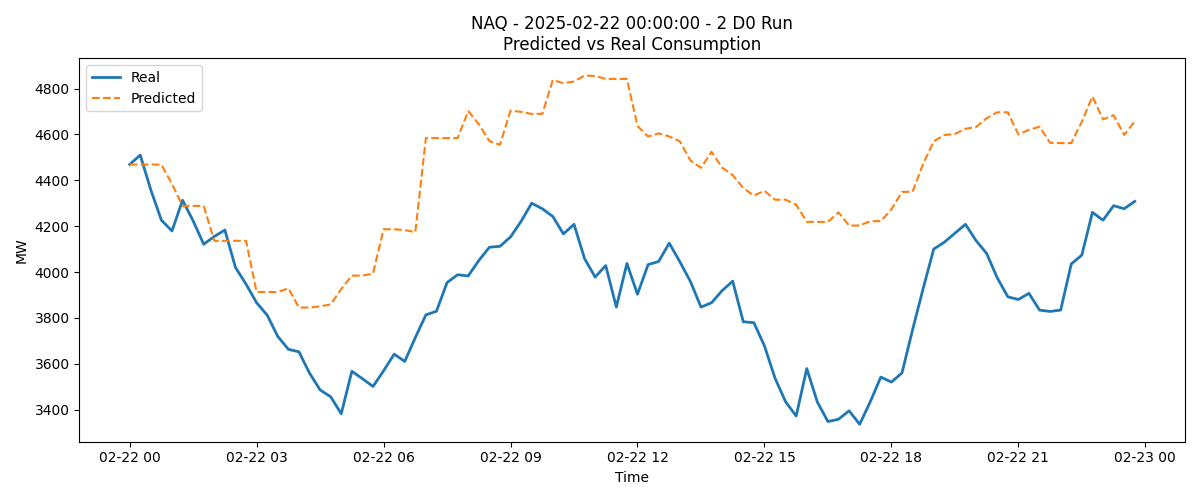 NAQ - 2025-02-22 00:00:00 - 2 D0 Run
Predicted vs Real Consumption
Real
Predicted
MW
4800
4600
4400
4200
4000
3800
3600
3400
02-22 00
02-22 03
02-22 06
02-22 09
02-22 12
02-22 15
02-22 18
02-22 21
02-23 00
Time